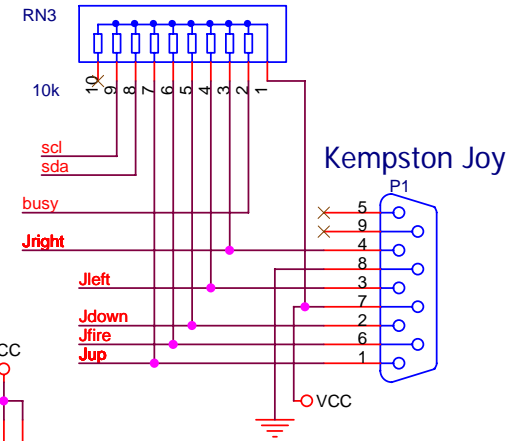 RN3
10k
10 9 8 7 6 5 4 3 2 1
scl
sda
Kempston Joy
P1
busy
5
9
Jright
4
8
Jleft
3
7
Jdown
2
Jfire
6
Jup
1
CC
VCC